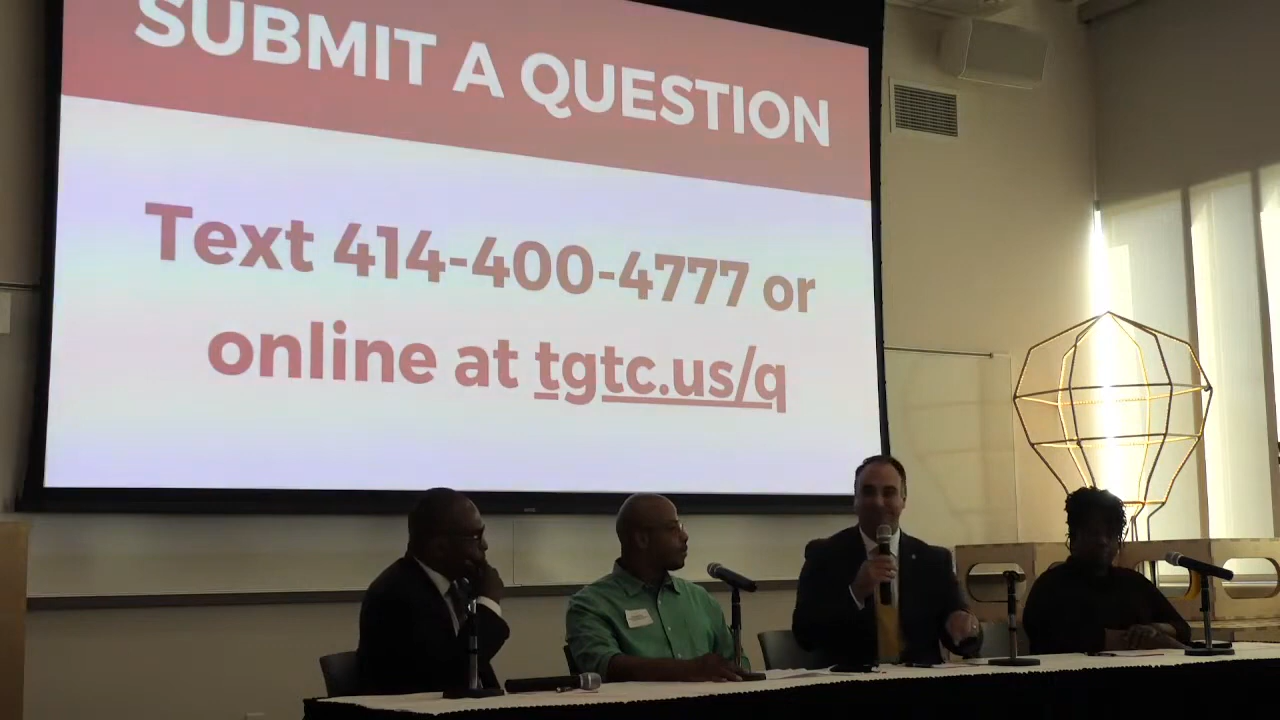 SUBMIT A QUESTION
Text 414-400-4777 or
online at tgtc.us/q